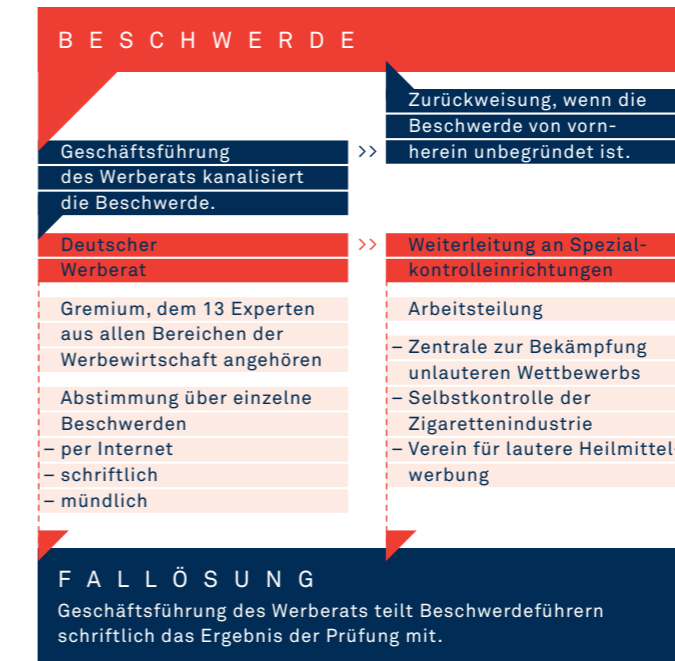 BESCHWERDE
Zurückweisung, wenn die
Beschwerde von vorn-
herein unbegründet ist.
Geschäftsführung >>
des Werberats kanalisiert
die Beschwerde.
Deutscher >>
Werberat
Weiterleitung an Spezial-
kontrolleinrichtungen
Gremium, dem 13 Experten
aus allen Bereichen der
Werbewirtschaft angehören
Abstimmung über einzelne
Beschwerden
– per Internet
– schriftlich
– mündlich
Arbeitsteilung
– Zentrale zur Bekämpfung
unlauteren Wettbewerbs
– Selbstkontrolle der
Zigarettenindustrie
– Verein für lautere Heilmittel-
werbung
FALLÖSUNG
Geschäftsführung des Werberats teilt Beschwerdeführern
schriftlich das Ergebnis der Prüfung mit.